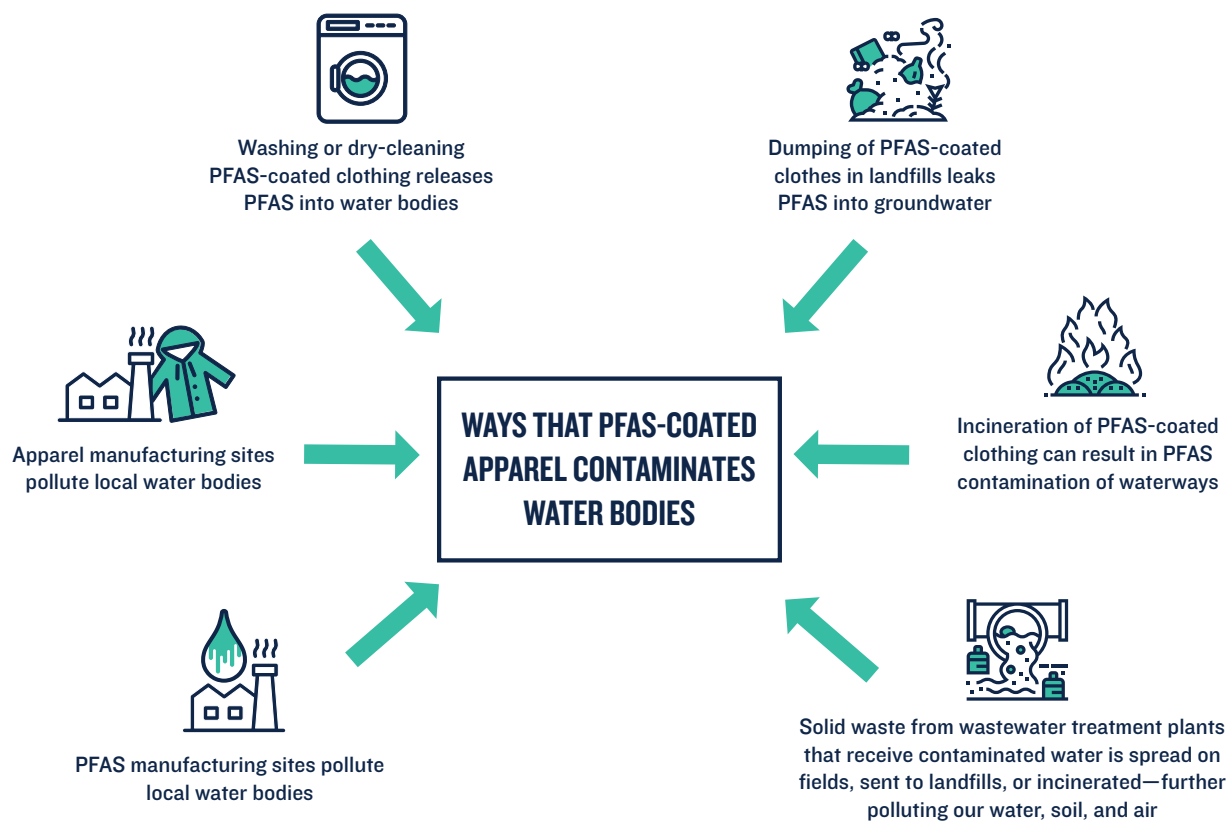 Washing or dry-cleaning
PFAS-coated clothing releases
PFAS into water bodies
Dumping of PFAS-coated
clothes in landfills leaks
PFAS into groundwater
Apparel manufacturing sites
pollute local water bodies
WAYS THAT PFAS-COATED
APPAREL CONTAMINATES
WATER BODIES
Incineration of PFAS-coated
clothing can result in PFAS
contamination of waterways
PFAS manufacturing sites pollute
local water bodies
Solid waste from wastewater treatment plants
that receive contaminated water is spread on
fields, sent to landfills, or incinerated—further
polluting our water, soil, and air